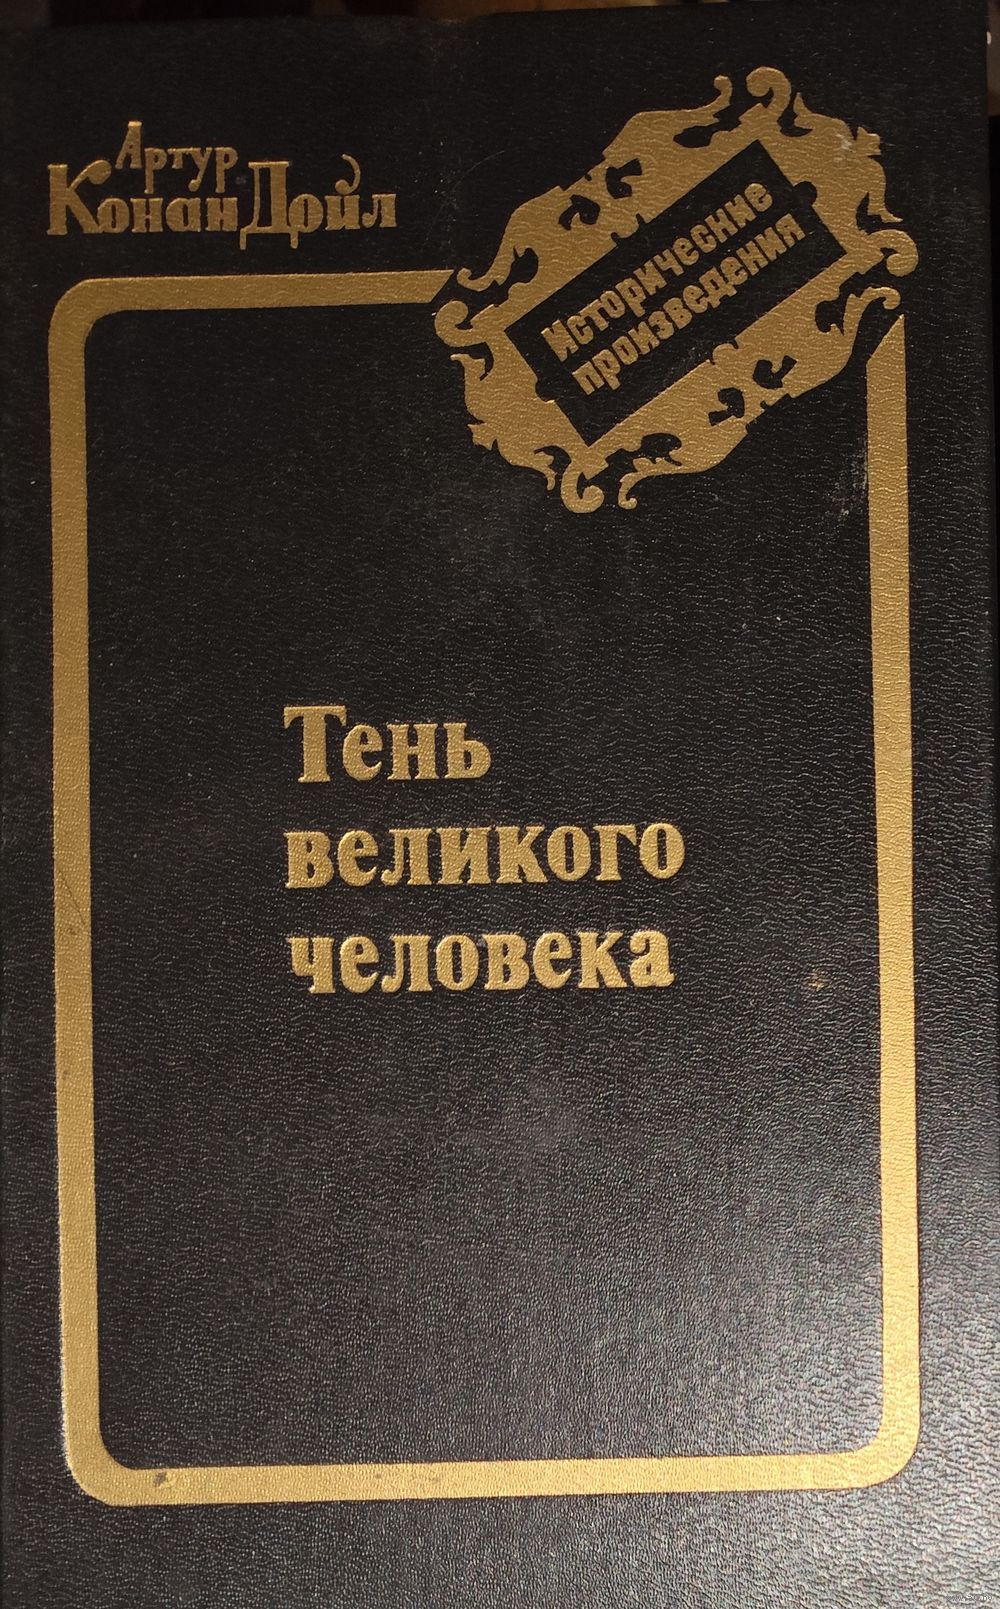 Артур
Конан Дойл
Исторические
произведения
Тень
великого
человека